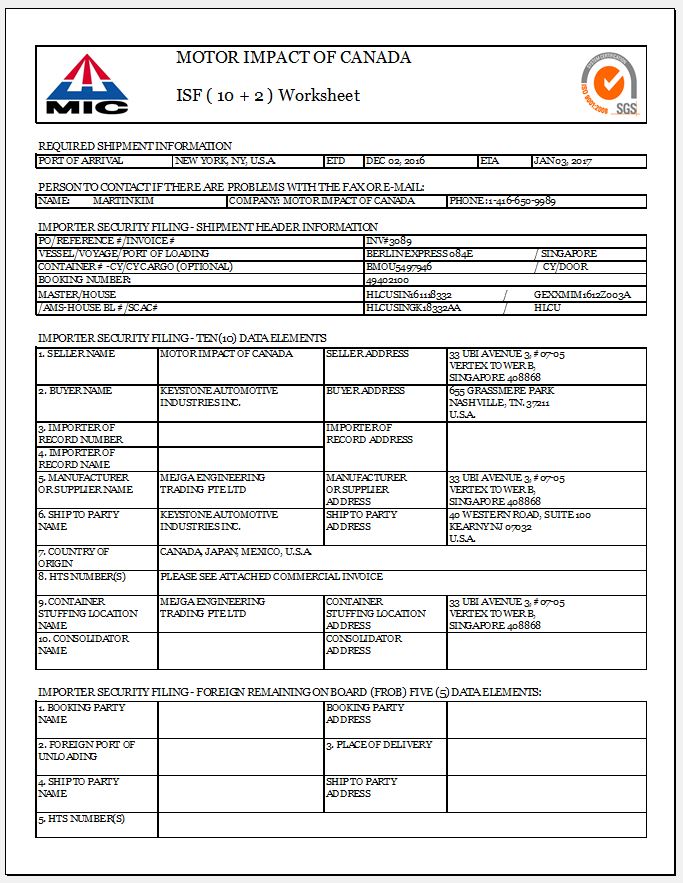 MOTOR IMPACT OF CANADA
ISF ( 10 + 2 ) Worksheet
MIC
SYSTEM CERTIFICATION
ISO 9001:2008
SGS
REQUIRED SHIPMENT INFORMATION
PORT OF ARRIVAL NEW YORK, NY, U.S.A. ETD DEC 02, 2016 ETA JAN 03, 2017
PERSON TO CONTACT IF THERE ARE PROBLEMS WITH THE FAX OR E-MAIL:
NAME: MARTIN KIM COMPANY: MOTOR IMPACT OF CANADA PHONE :1-416-650-9989
IMPORTER SECURITY FILING - SHIPMENT HEADER INFORMATION
PO/REFERENCE #/INVOICE # INV#3089
VESSEL/VOYAGE/PORT OF LOADING BERLIN EXPRESS 084E / SINGAPORE
CONTAINER # -CY/CY CARGO (OPTIONAL) BMOU5497946 / CY/DOOR
BOOKING NUMBER: 49402100
MASTER/HOUSE HLCUSIN161118332 / GEXXMIM1612Z003A
/AMS-HOUSE BL #/SCAC# HLCUSINGK18332AA / HLCU
IMPORTER SECURITY FILING - TEN(10) DATA ELEMENTS
1. SELLER NAME MOTOR IMPACT OF CANADA SELLER ADDRESS 33 UBI AVENUE 3, # 07-05
VERTEX TOWER B,
SINGAPORE 408868
2. BUYER NAME KEYSTONE AUTOMOTIVE BUYER ADDRESS 655 GRASSMERE PARK
INDUSTRIES INC. NASHVILLE, TN. 37211
U.S.A.
3. IMPORTER OF IMPORTER OF
RECORD NUMBER RECORD ADDRESS
4. IMPORTER OF
RECORD NAME
5. MANUFACTURER MEJGA ENGINEERING MANUFACTURER 33 UBI AVENUE 3, # 07-05
OR SUPPLIER NAME TRADING PTE LTD OR SUPPLIER VERTEX TOWER B,
ADDRESS SINGAPORE 408868
6. SHIP TO PARTY KEYSTONE AUTOMOTIVE SHIP TO PARTY 40 WESTERN ROAD, SUITE 100
NAME INDUSTRIES INC. ADDRESS KEARNY NJ 07032
U.S.A.
7. COUNTRY OF CANADA, JAPAN, MEXICO, U.S.A.
ORIGIN
8. HTS NUMBER(S) PLEASE SEE ATTACHED COMMERCIAL INVOICE
9. CONTAINER MEJGA ENGINEERING CONTAINER 33 UBI AVENUE 3, # 07-05
STUFFING LOCATION TRADING PTE LTD STUFFING LOCATION VERTEX TOWER B,
NAME ADDRESS SINGAPORE 408868
10. CONSOLIDATOR CONSOLIDATOR
NAME ADDRESS
IMPORTER SECURITY FILING - FOREIGN REMAINING ON BOARD (FROB) FIVE (5) DATA ELEMENTS:
1. BOOKING PARTY BOOKING PARTY
NAME ADDRESS
2. FOREIGN PORT OF 3. PLACE OF DELIVERY
UNLOADING
4. SHIP TO PARTY SHIP TO PARTY
NAME ADDRESS
5. HTS NUMBER(S)